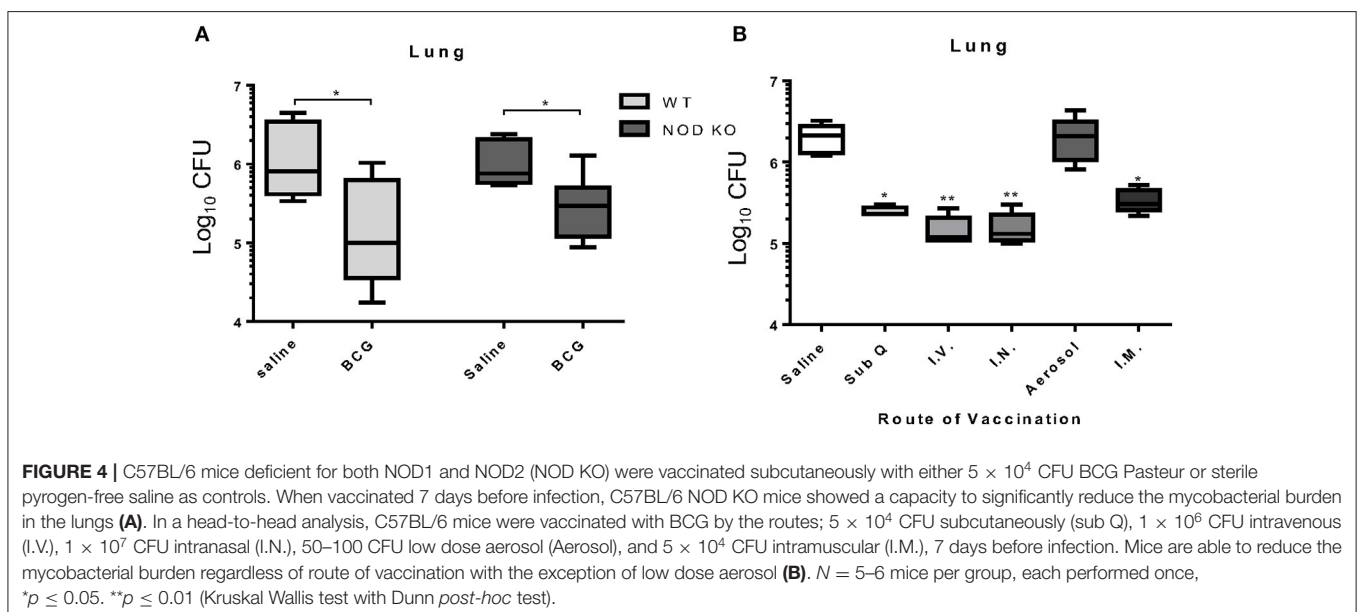 A
Lung
Log₁₀ CFU
7
6
5
4
*
*
WT
NOD KO
saline
BCG
Saline
BCG
B
Lung
Log₁₀ CFU
7
6
5
4
*
**
**
*
Saline
Sub Q
I.V.
I.N.
Aerosol
I.M.
Route of Vaccination
FIGURE 4 | C57BL/6 mice deficient for both NOD1 and NOD2 (NOD KO) were vaccinated subcutaneously with either 5 × 10⁴ CFU BCG Pasteur or sterile
pyrogen-free saline as controls. When vaccinated 7 days before infection, C57BL/6 NOD KO mice showed a capacity to significantly reduce the mycobacterial burden
in the lungs (A). In a head-to-head analysis, C57BL/6 mice were vaccinated with BCG by the routes; 5 × 10⁴ CFU subcutaneously (sub Q), 1 × 10⁶ CFU intravenous
(I.V.), 1 × 10⁷ CFU intranasal (I.N.), 50–100 CFU low dose aerosol (Aerosol), and 5 × 10⁴ CFU intramuscular (I.M.), 7 days before infection. Mice are able to reduce the
mycobacterial burden regardless of route of vaccination with the exception of low dose aerosol (B). N = 5–6 mice per group, each performed once,
*p ≤ 0.05. **p ≤ 0.01 (Kruskal Wallis test with Dunn post-hoc test).